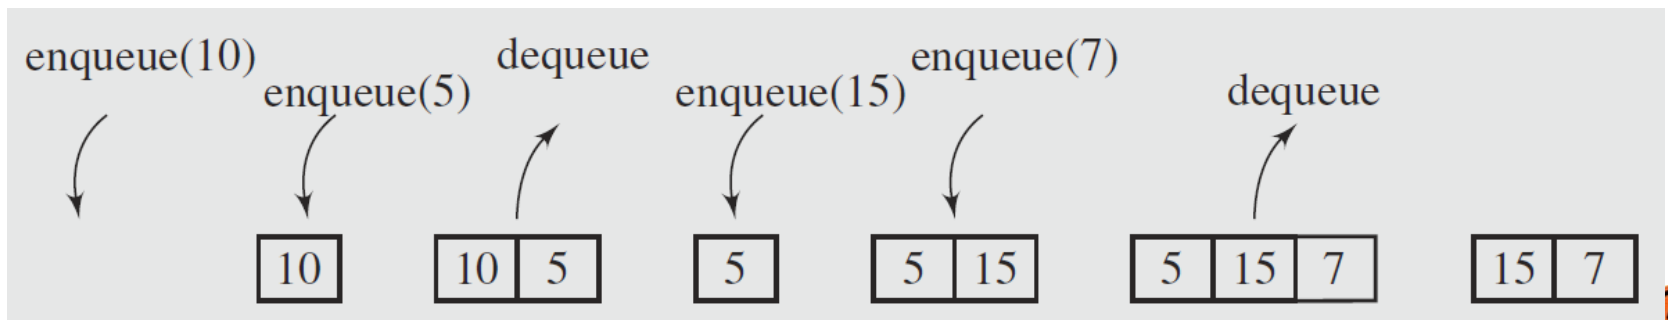 enqueue(10) dequeue enqueue(7)
enqueue(5) enqueue(15) dequeue
10 10 5 5 5 15 5 15 7 15 7